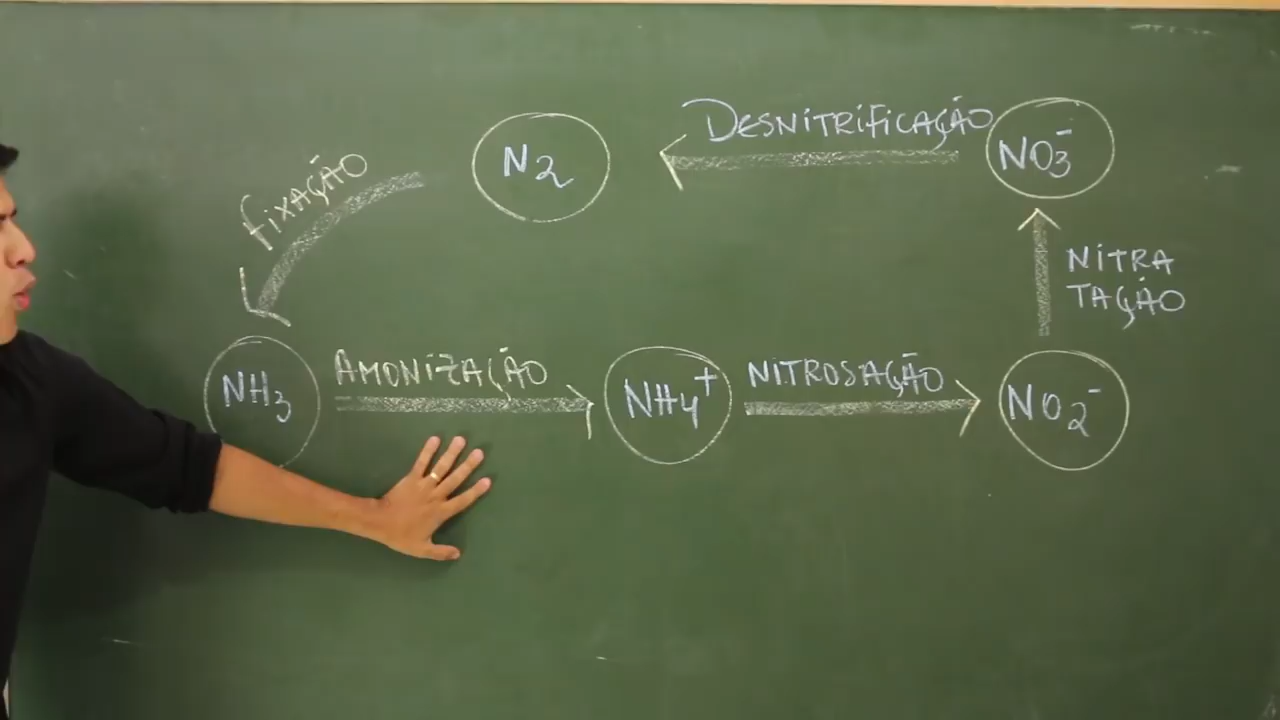 DESNITRIFICAÇÃO
NO3-
N2
FIXAÇÃO
NITRA
TAÇÃO
NH3
AMONIZAÇÃO
NH4+
NITROSAÇÃO
NO2-